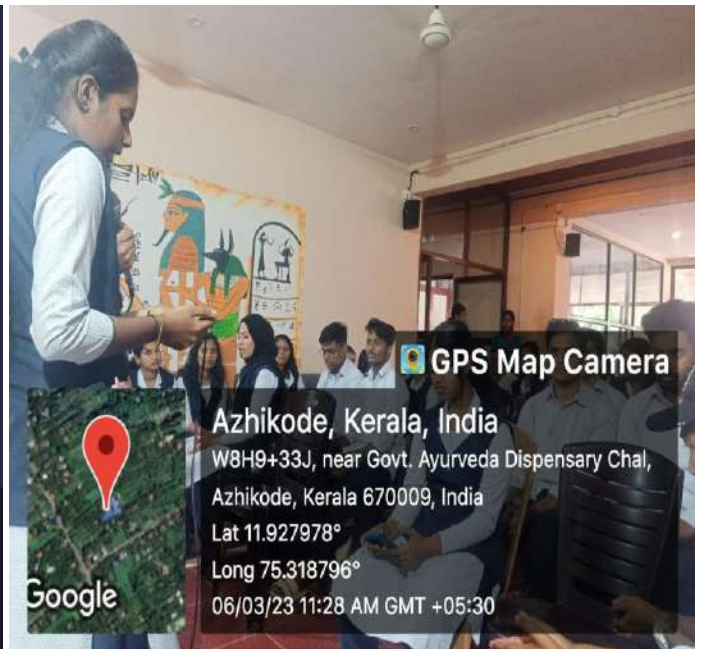 GPS Map Camera
Azhikode, Kerala, India
W8H9+33J, near Govt. Ayurveda Dispensary Chal,
Azhikode, Kerala 670009, India
Lat 11.927978°
Long 75.318796°
06/03/23 11:28 AM GMT +05:30
Google